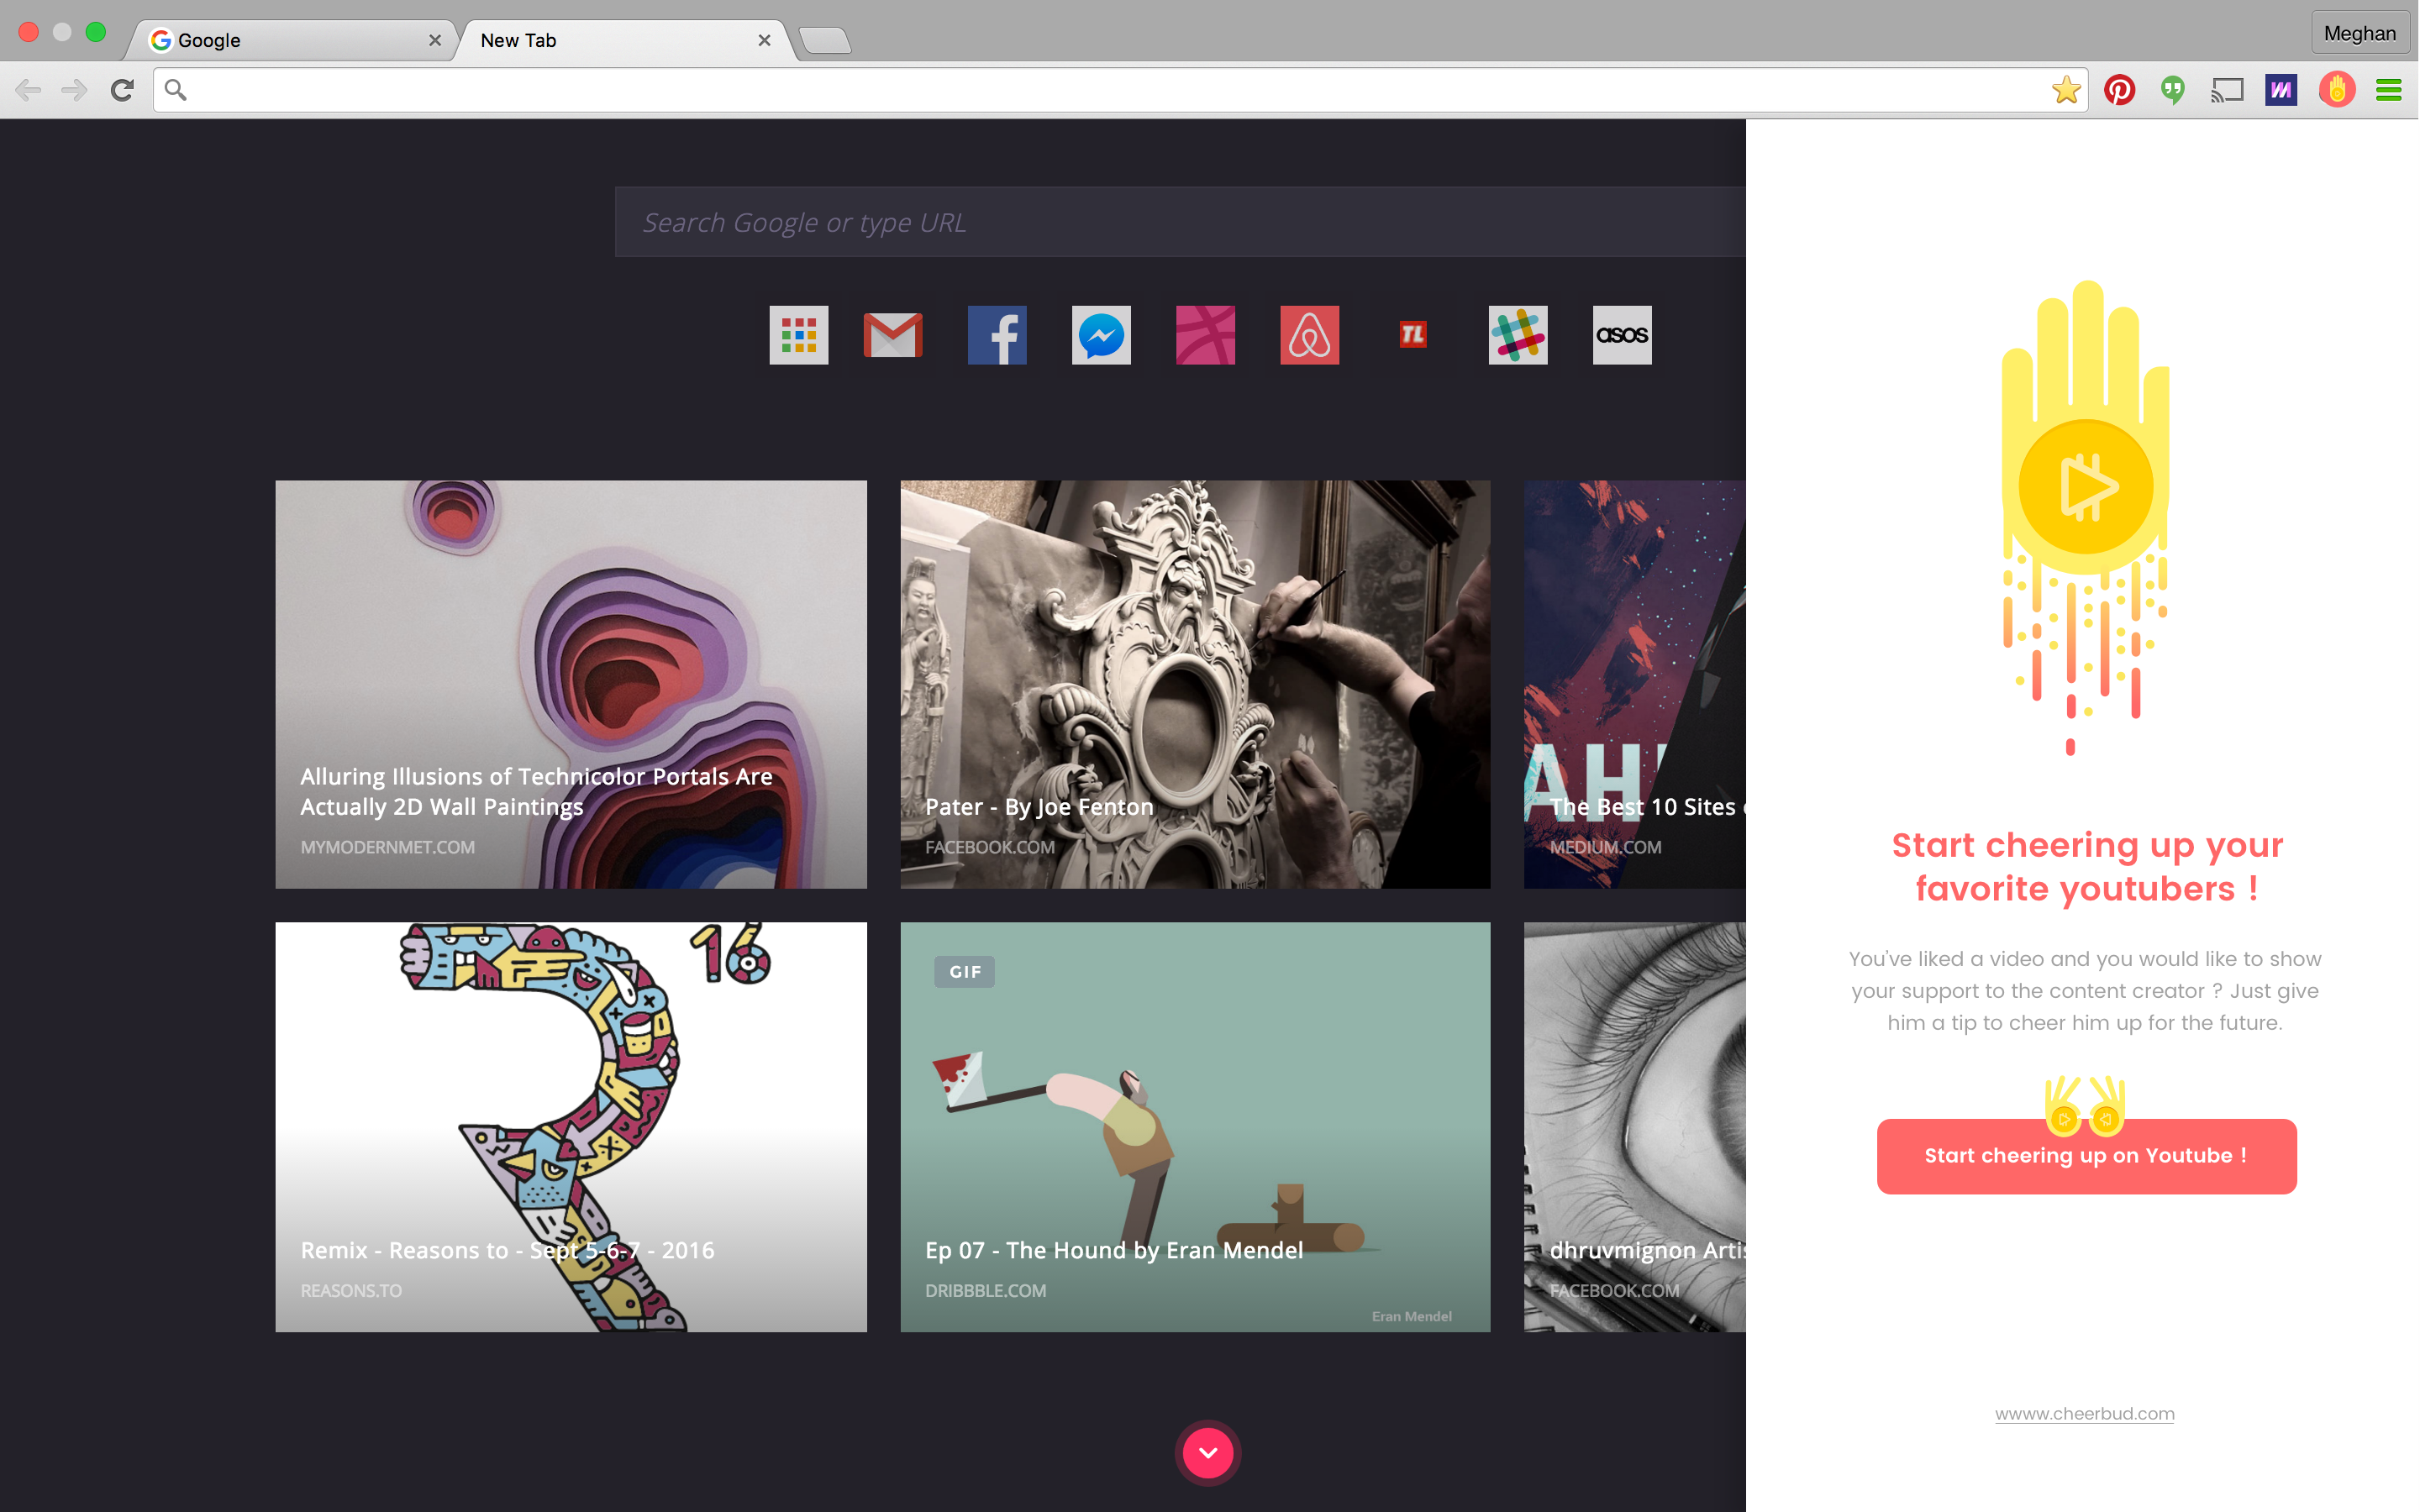 Google
New Tab
Meghan
Search Google or type URL
TL
asos
Alluring Illusions of Technicolor Portals Are
Actually 2D Wall Paintings
MYMODERNMET.COM
Pater - By Joe Fenton
FACEBOOK.COM
AH
The Best 10 Sites
MEDIUM.COM
16
Remix - Reasons to - Sept 5-6-7 - 2016
REASONS.TO
GIF
Ep 07 - The Hound by Eran Mendel
DRIBBBLE.COM
Eran Mendel
dhruvmignon Artis
FACEBOOK.COM
Start cheering up your
favorite youtubers !
You've liked a video and you would like to show
your support to the content creator ? Just give
him a tip to cheer him up for the future.
Start cheering up on Youtube !
wwww.cheerbud.com